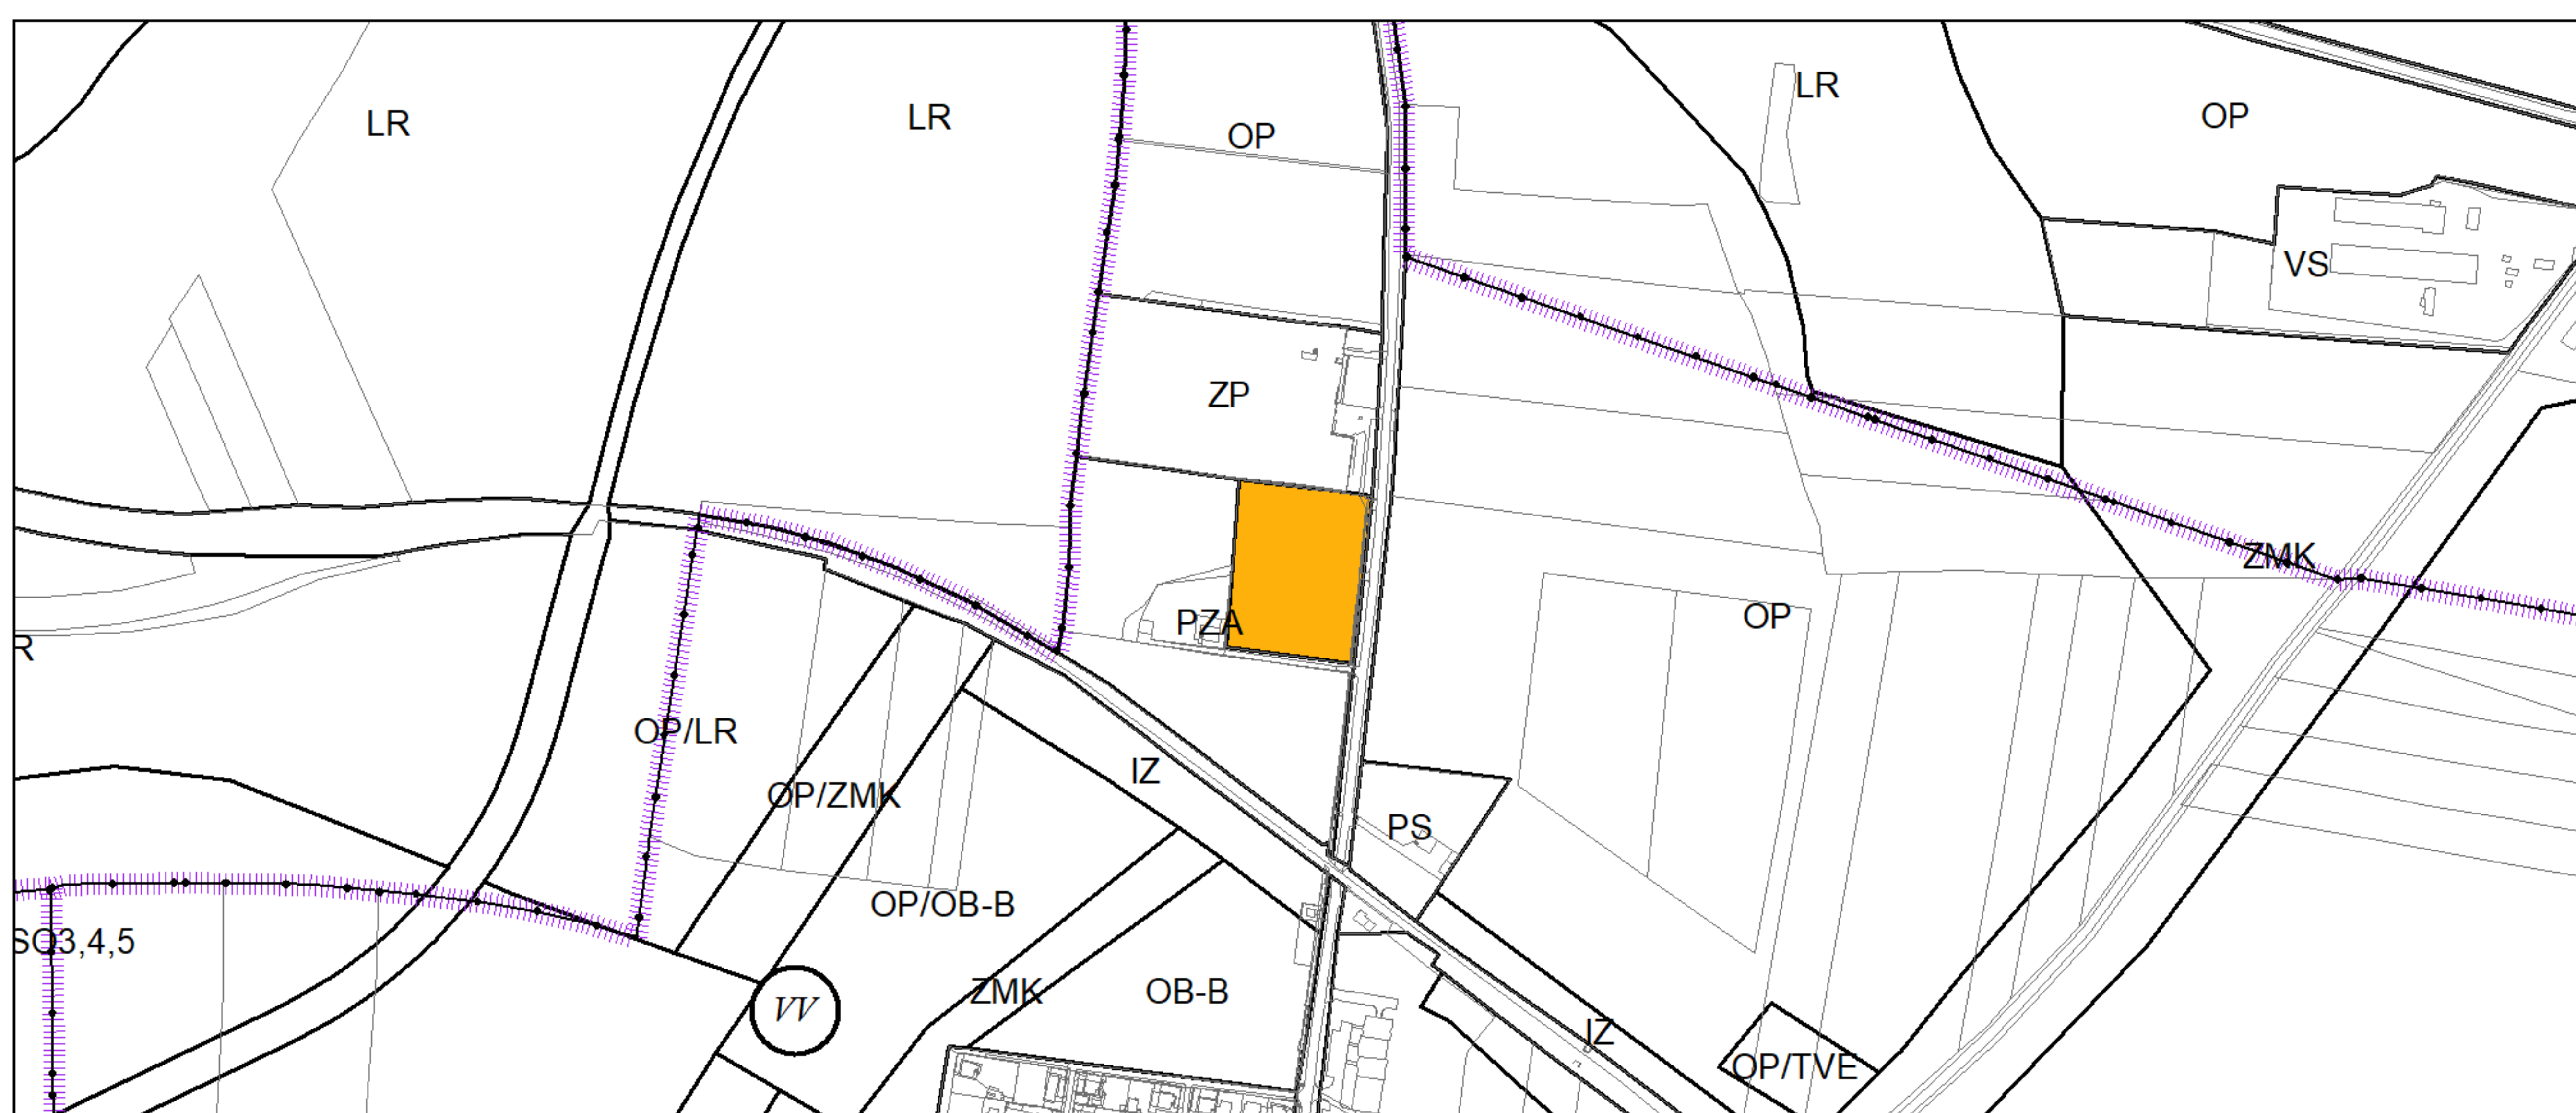 LR
LR
OP
LR
OP
VS
ZP
ZMK
PZA
OP
R
OP/LR
IZ
OP/ZMK
PS
OP/OB-B
SO3,4,5
ZMK
OB-B
VV
IZ
OP/TVE